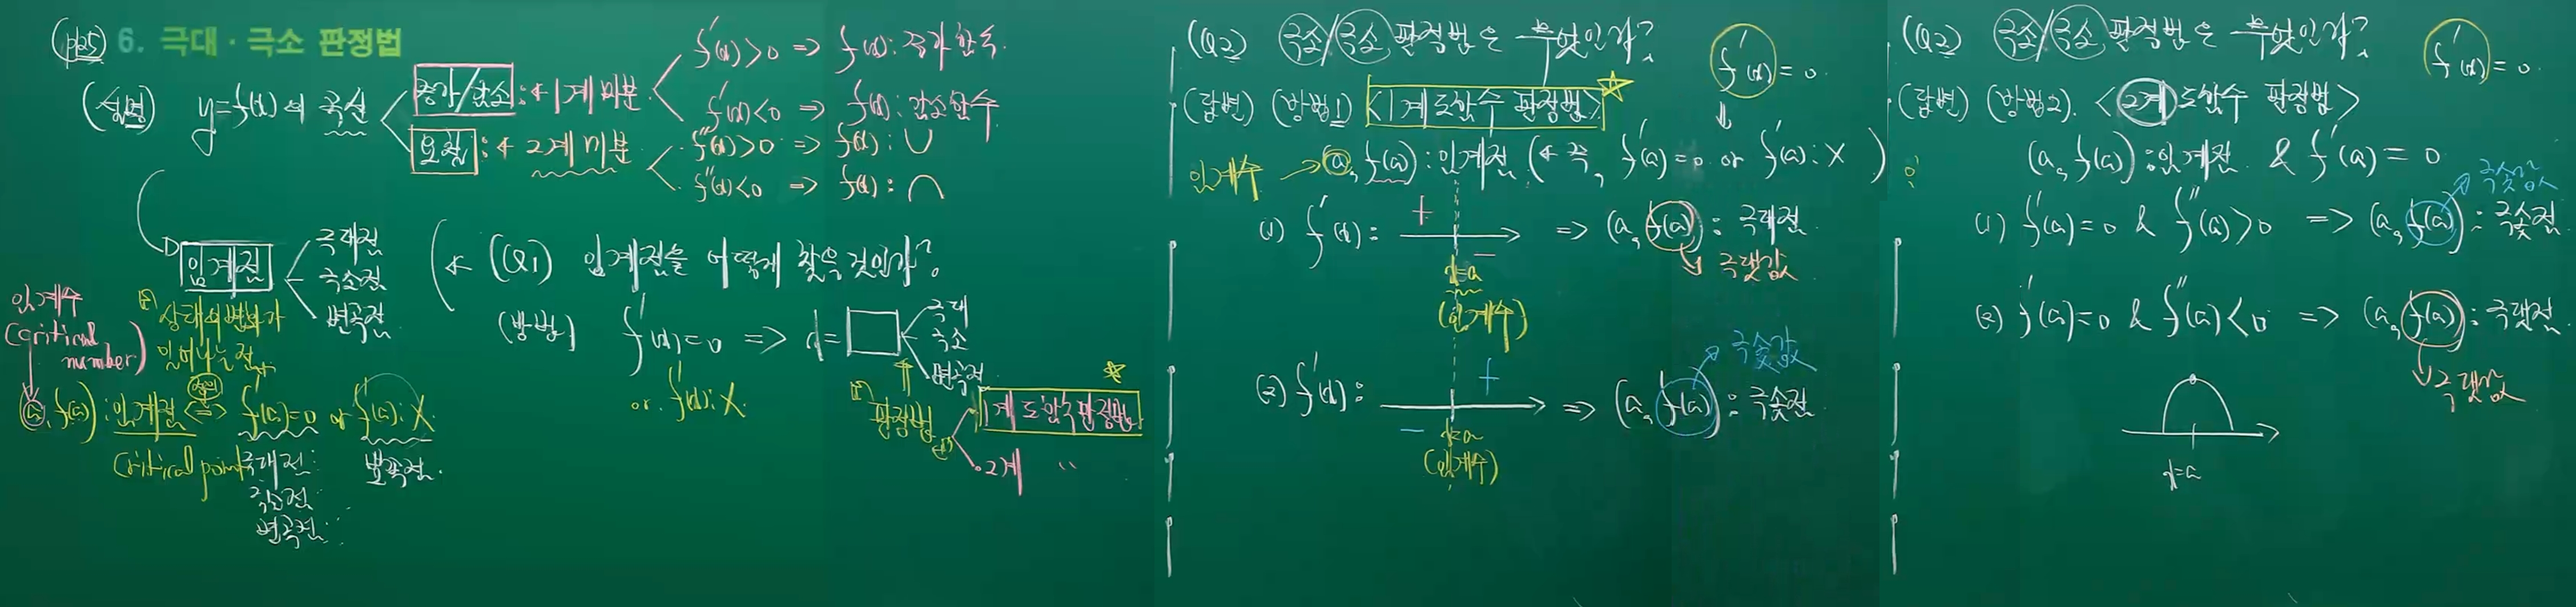 (p25) 6. 극대·극소 판정법
(설명) y=f(x)의 곡선
증가/감소 : ← 1계 미분
f'(x)>0 => f(x): 증가함수.
f'(x)<0 => f(x): 감소함수
요철 : ← 2계 미분
f''(x)>0 => f(x): ∪
f''(x)<0 => f(x): ∩
임계점
극대점
극소점
변곡점
상태의 변화가
일어나는 점
임계수
(critical
number)
(a, f(a)) : 임계점 <=> f'(a)=0 or f'(a): X
정의
critical point
극대점
극소점
변곡점
변곡점.
← (Q1) 임계점을 어떻게 찾을 것인가?
(방법) f'(x)=0 => x=□
극대
극소
변곡점
or. f'(x): X.
판정법
1계 도함수 판정법
2계 〃
(Q2) 극소/극소 판정법은 무엇인가?
f'(x)=0.
(답변) (방법1) <1계 도함수 판정법>
임계수 → (a, f(a)) : 임계점 (← 즉, f'(a)=0 or f'(a): X)
(1) f'(x): + − => (a, f(a)) : 극대점.
극댓값
x=a
(임계수)
극솟값
(2) f'(x): − + => (a, f(a)) : 극솟점
x=a
(임계수)
(Q2) 극소/극소 판정법은 무엇인가?
f'(x)=0.
(답변) (방법2). <2계 도함수 판정법>
(a, f(a)) : 임계점 & f'(a)=0
극솟값
(1) f'(a)=0 & f''(a)>0 => (a, f(a)) : 극솟점
(2) f'(a)=0 & f''(a)<0 => (a, f(a)) : 극댓점
극댓값
x=a